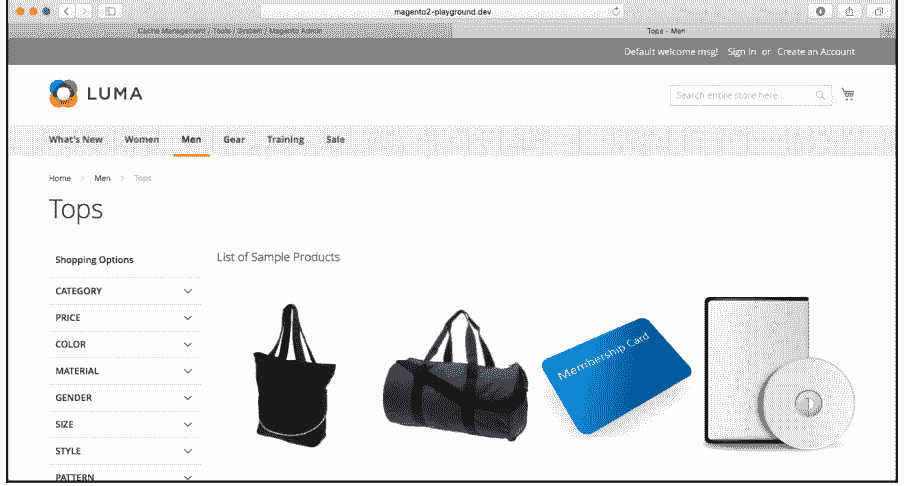 magento2-playground.dev
Cache Management / Tools / System / Magento Admin
Tops - Men
Default welcome msg! Sign In or Create an Account
LUMA
Search entire store here...
What's New Women Men Gear Training Sale
Home > Men > Tops
Tops
Shopping Options
List of Sample Products
CATEGORY
PRICE
COLOR
MATERIAL
GENDER
SIZE
STYLE
PATTERN
Membership Card